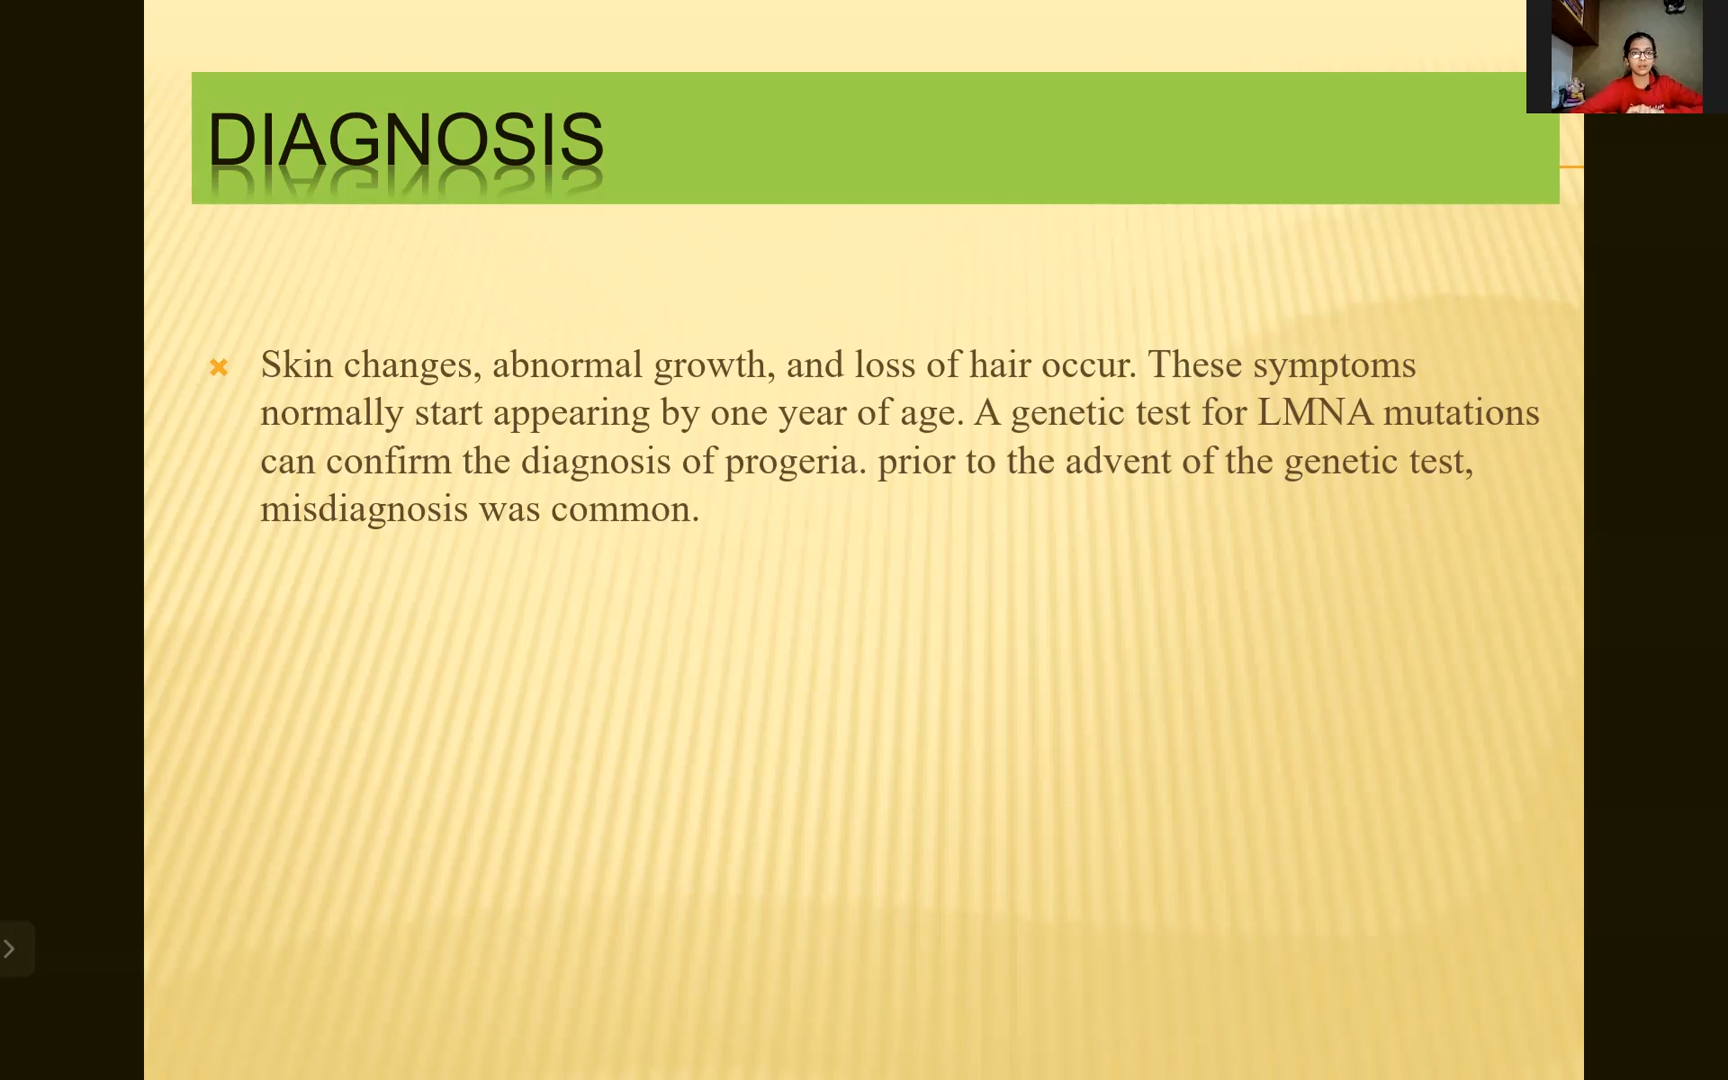 DIAGNOSIS
Skin changes, abnormal growth, and loss of hair occur. These symptoms
normally start appearing by one year of age. A genetic test for LMNA mutations
can confirm the diagnosis of progeria. prior to the advent of the genetic test,
misdiagnosis was common.